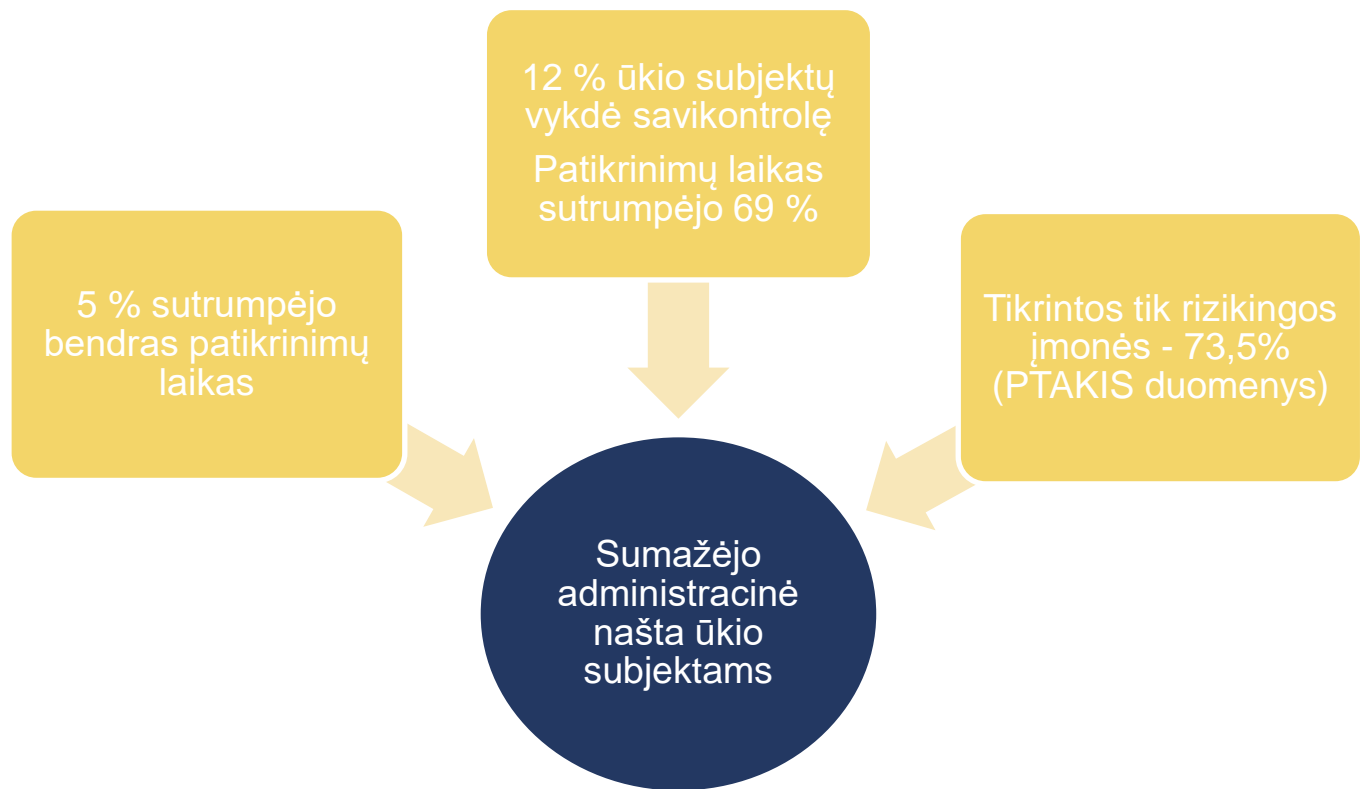 12 % ūkio subjektų
vykdė savikontrolę
Patikrinimų laikas
sutrumpėjo 69 %
5 % sutrumpėjo
bendras patikrinimų
laikas
Tikrintos tik rizikingos
įmonės - 73,5%
(PTAKIS duomenys)
Sumažėjo
administracinė
našta ūkio
subjektams